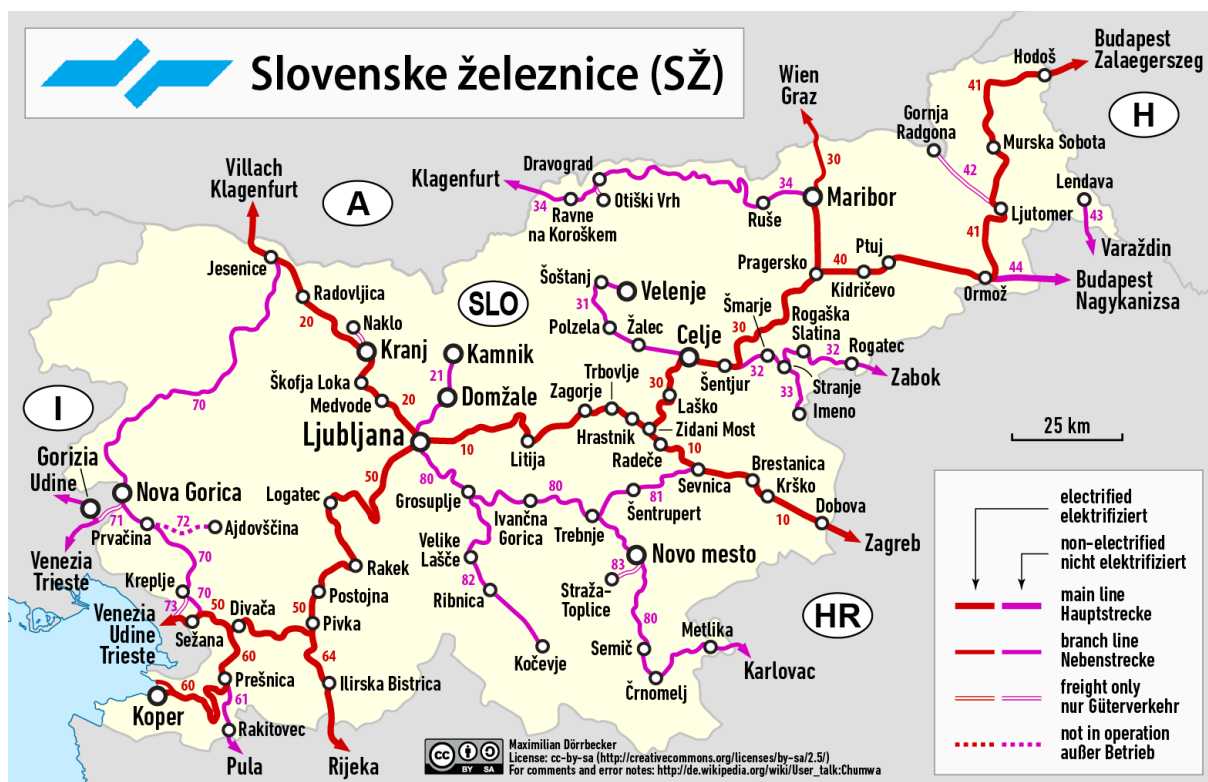 Slovenske železnice (SŽ)
Budapest
Zalaegerszeg
Hodoš
41
H
Wien
Graz
Gornja
Radgona
Murska Sobota
42
30
Lendava
43
Villach
Klagenfurt
A
Klagenfurt
Dravograd
34
Otiški Vrh
Ravne
na Koroškem
34
Ruše
Maribor
Ljutomer
Varaždin
41
Ptuj
Jesenice
Pragersko
40
Kidričevo
44
Ormož
Budapest
Nagykanizsa
Šoštanj
Velenje
31
SLO
Radovljica
20
Naklo
Kranj
Polzela
Žalec
Celje
Šmarje
30
Rogaška
Slatina
32
Rogatec
Kamnik
21
Domžale
Škofja Loka
Medvode
20
Šentjur
32
33
Stranje
Zabok
Imeno
Trbovlje
30
Zagorje
Laško
Hrastnik
Zidani Most
Radeče
10
I
70
Ljubljana
10
Litija
25 km
50
80
Gorizia
Udine
Nova Gorica
Logatec
Grosuplje
80
Ivančna
Gorica
81
Šentrupert
Sevnica
Brestanica
Krško
10
Dobova
Zagreb
71
72
Ajdovščina
Prvačina
Venezia
Trieste
70
Trebnje
Velike
Lašče
Novo mesto
83
Straža-
Toplice
82
Ribnica
Rakek
Kreplje
70
73
50
Postojna
Venezia
Udine
Trieste
Divača
50
Pivka
Sežana
HR
80
Kočevje
Semič
Metlika
Črnomelj
Karlovac
60
64
Prešnica
60
Ilirska Bistrica
Koper
61
Rakitovec
Pula
Rijeka
electrified
elektrifiziert
non-electrified
nicht elektrifiziert
main line
Hauptstrecke
branch line
Nebenstrecke
freight only
nur Güterverkehr
not in operation
außer Betrieb
cc
BY SA
Maximilian Dörrbecker
License: cc-by-sa (http://creativecommons.org/licenses/by-sa/2.5/)
For comments and error notes: http://de.wikipedia.org/wiki/User_talk:Chumwa